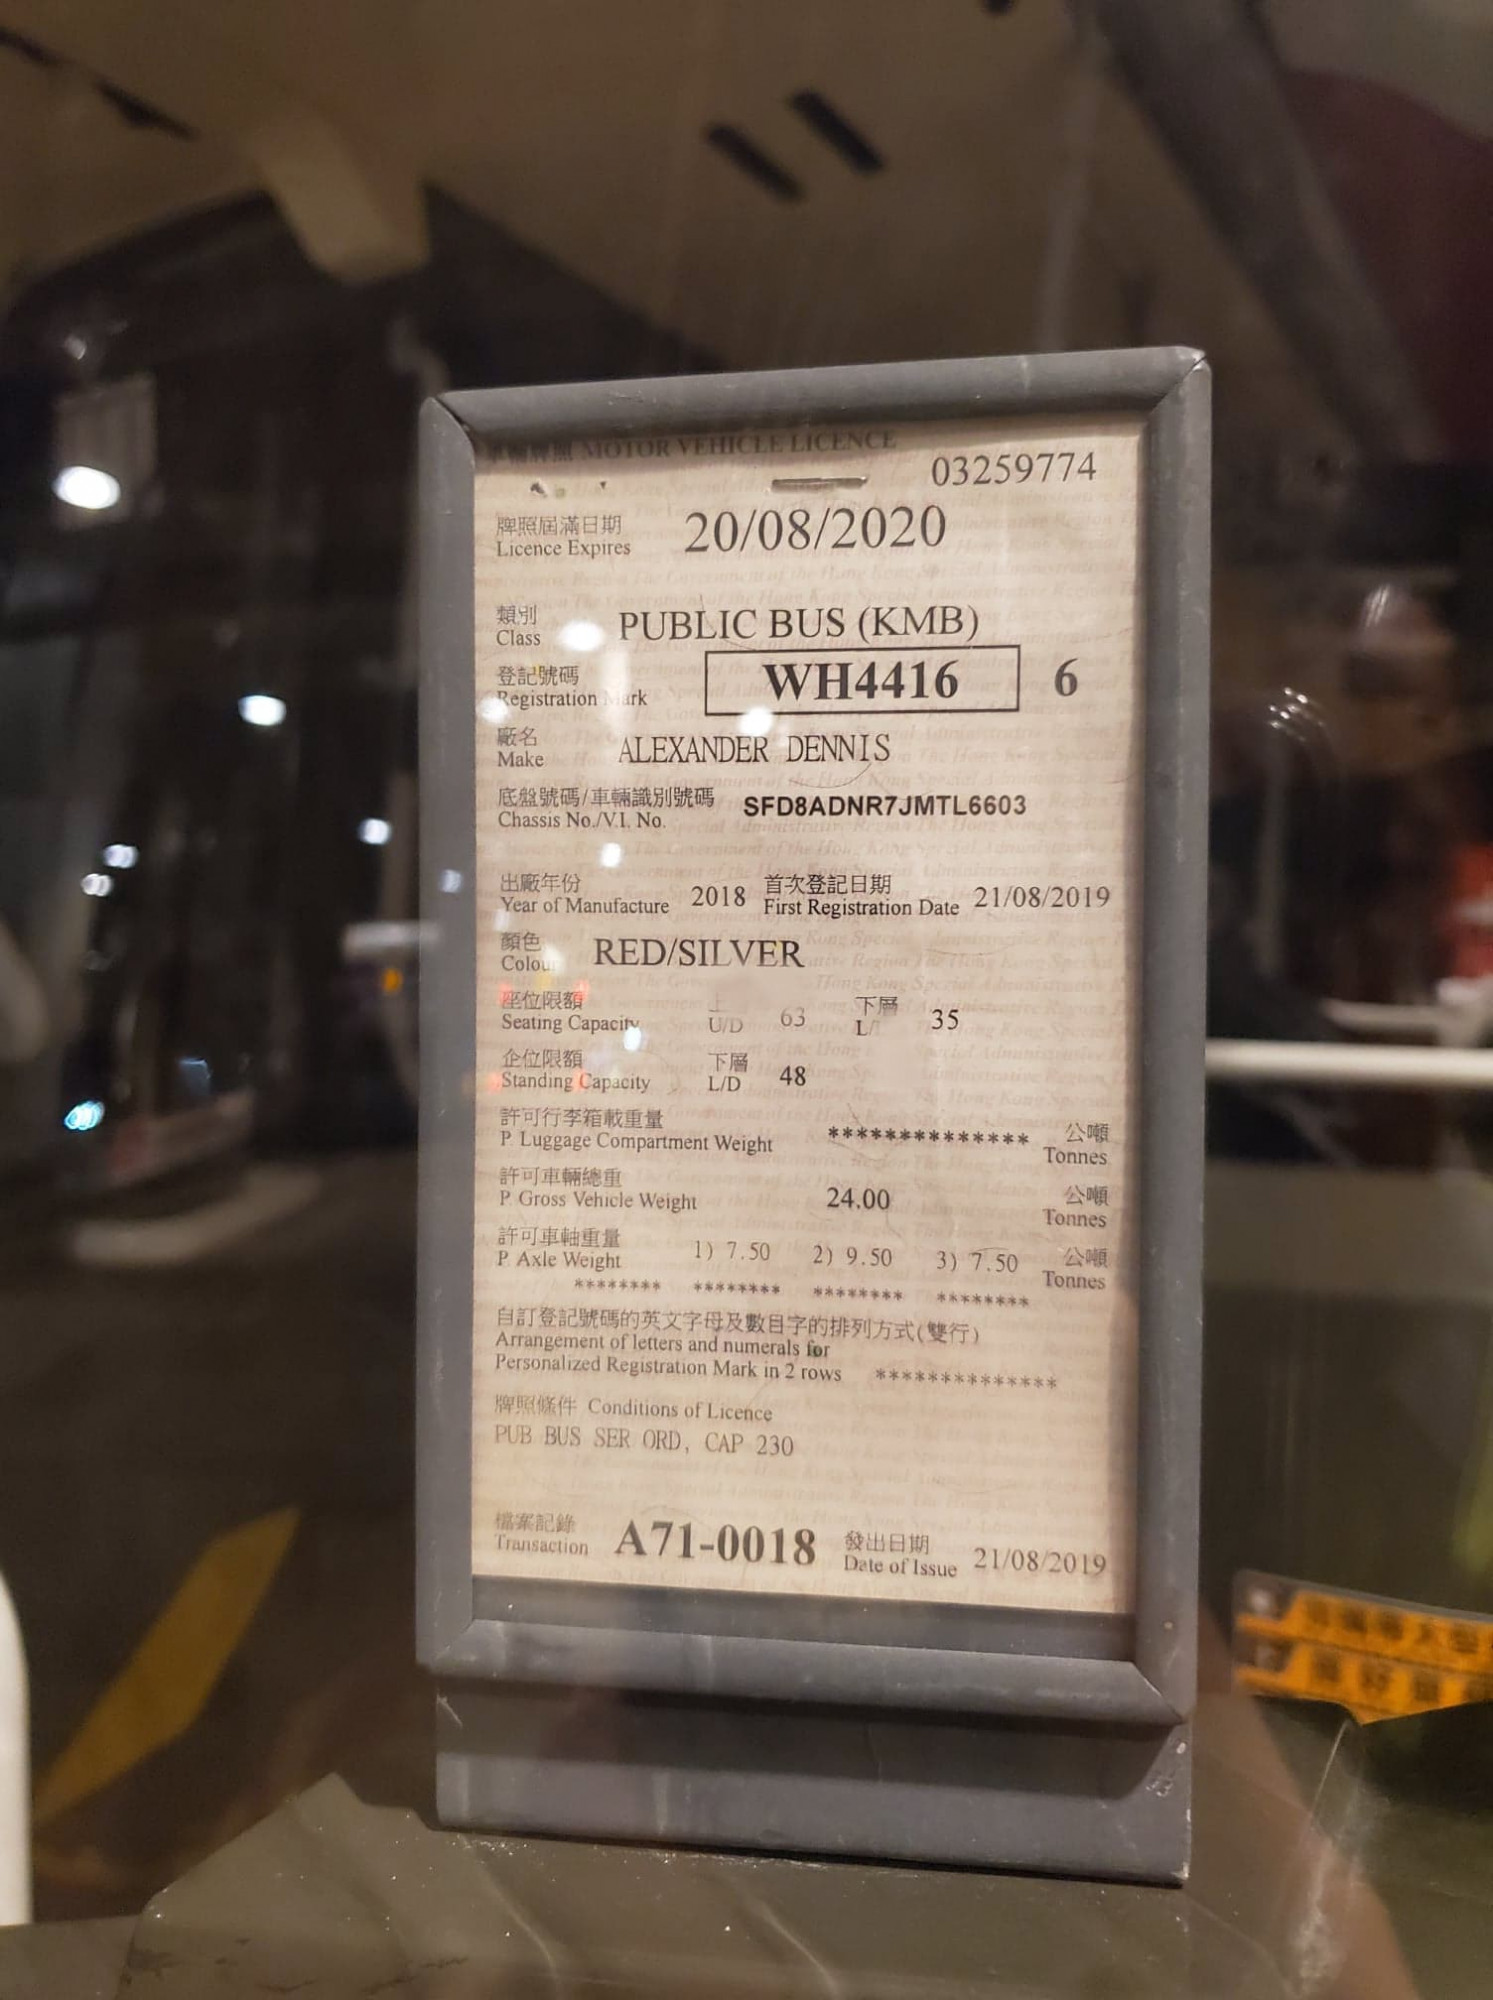 車輛牌照 MOTOR VEHICLE LICENCE
03259774
牌照屆滿日期 20/08/2020
Licence Expires
類別 PUBLIC BUS (KMB)
Class
登記號碼 WH4416 6
Registration Mark
廠名 ALEXANDER DENNIS
Make
底盤號碼/車輛識別號碼 SFD8ADNR7JMTL6603
Chassis No./V.I. No.
出廠年份 2018 首次登記日期 21/08/2019
Year of Manufacture First Registration Date
顏色 RED/SILVER
Colour
座位限額 上 63 下層 35
Seating Capacity U/D L/
企位限額 下層 48
Standing Capacity L/D
許可行李箱載重量 ************** 公噸
P. Luggage Compartment Weight Tonnes
許可車輛總重 24.00 公噸
P. Gross Vehicle Weight Tonnes
許可車軸重量 1) 7.50 2) 9.50 3) 7.50 公噸
P. Axle Weight Tonnes
******** ******** ******** ********
自訂登記號碼的英文字母及數目字的排列方式(雙行)
Arrangement of letters and numerals for
Personalized Registration Mark in 2 rows **************
牌照條件 Conditions of Licence
PUB BUS SER ORD, CAP 230
檔案記錄 A71-0018 發出日期 21/08/2019
Transaction Date of Issue